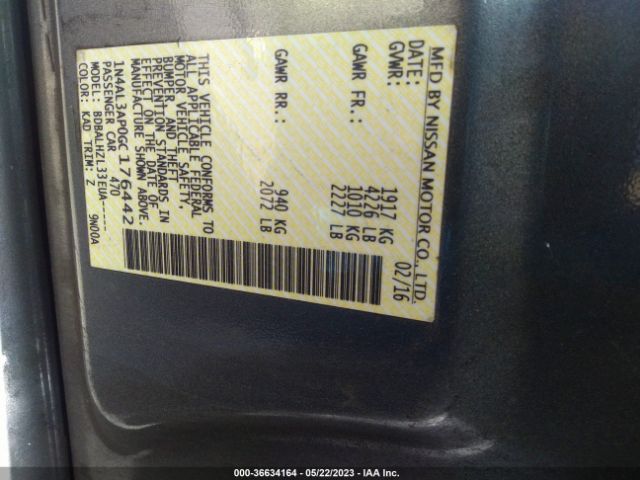 MFD BY NISSAN MOTOR CO., LTD.
DATE: 02/16
GVWR: 1917 KG
4226 LB
GAWR FR.: 1010 KG
2227 LB
GAWR RR.: 940 KG
2072 LB
THIS VEHICLE CONFORMS TO
ALL APPLICABLE FEDERAL
MOTOR VEHICLE SAFETY,
BUMPER, AND THEFT
PREVENTION STANDARDS IN
EFFECT ON THE DATE OF
MANUFACTURE SHOWN ABOVE.
1N4AL3AP0GC176442
PASSENGER CAR 470
MODEL: BDBALHZL33EUA-----
COLOR: KAD TRIM: Z 9N00A
000-36634164 - 05/22/2023 - IAA Inc.